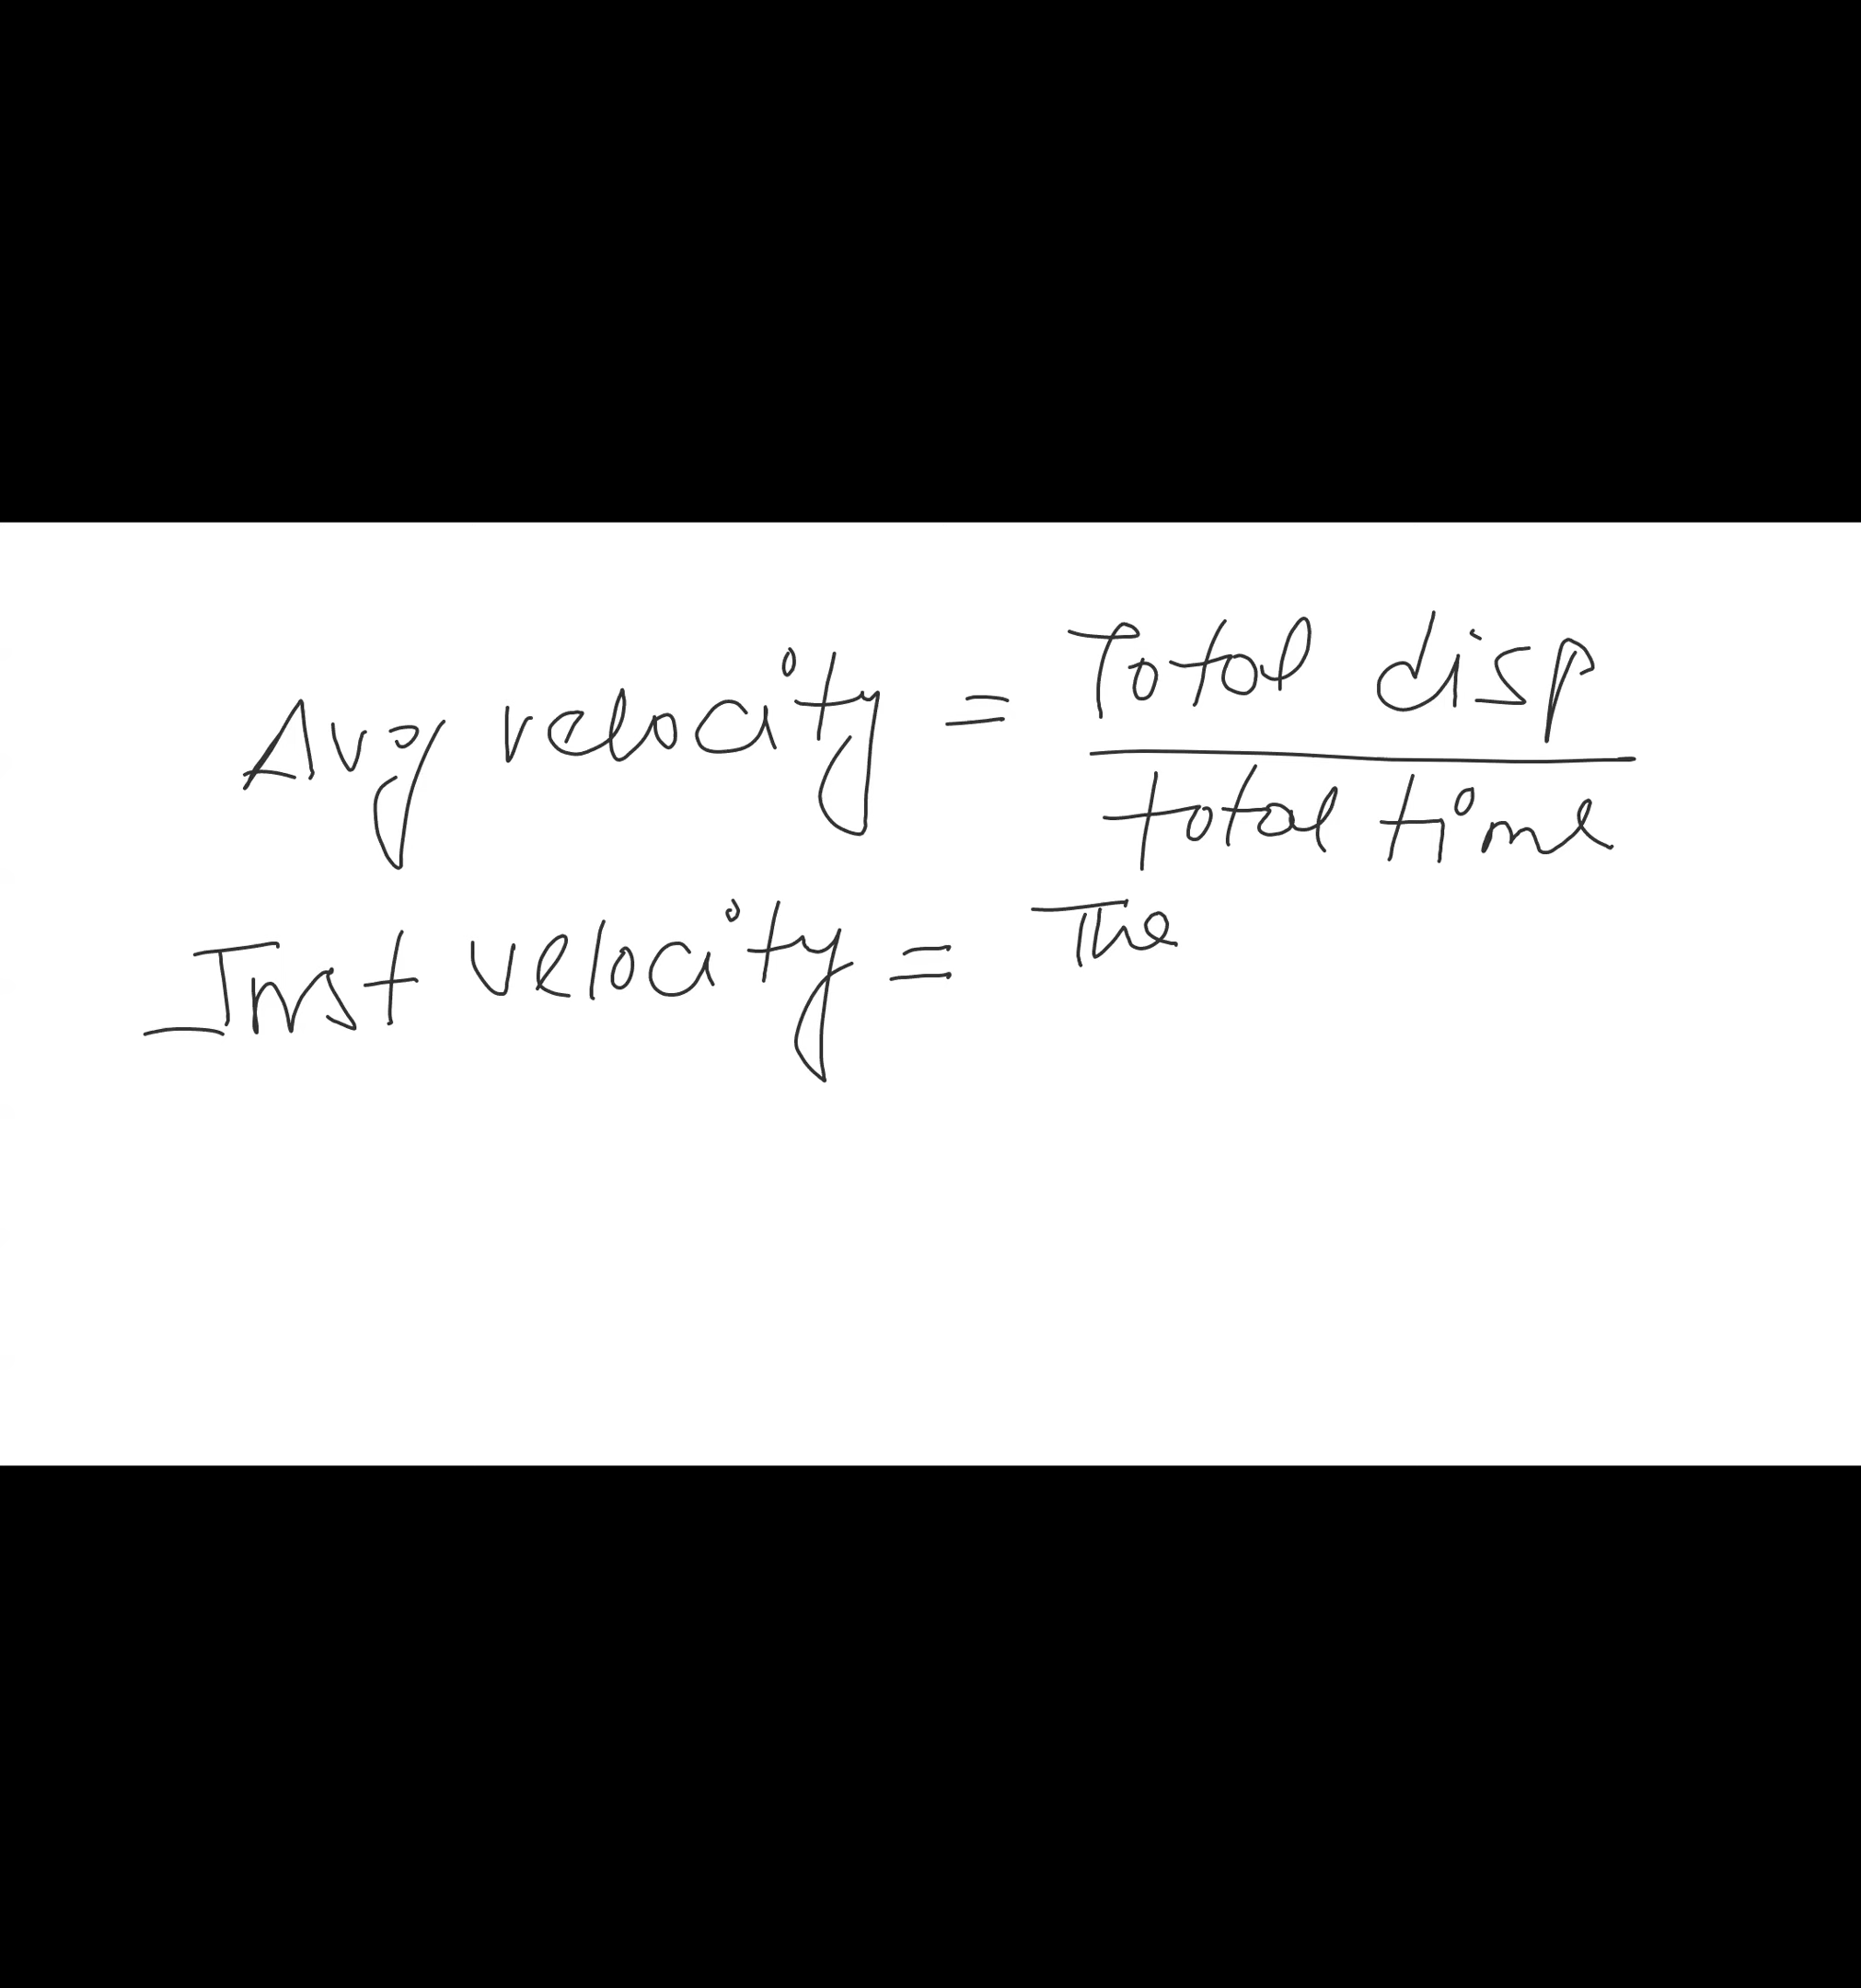 Avg velocity = Total disp / total time
Inst velocity = The